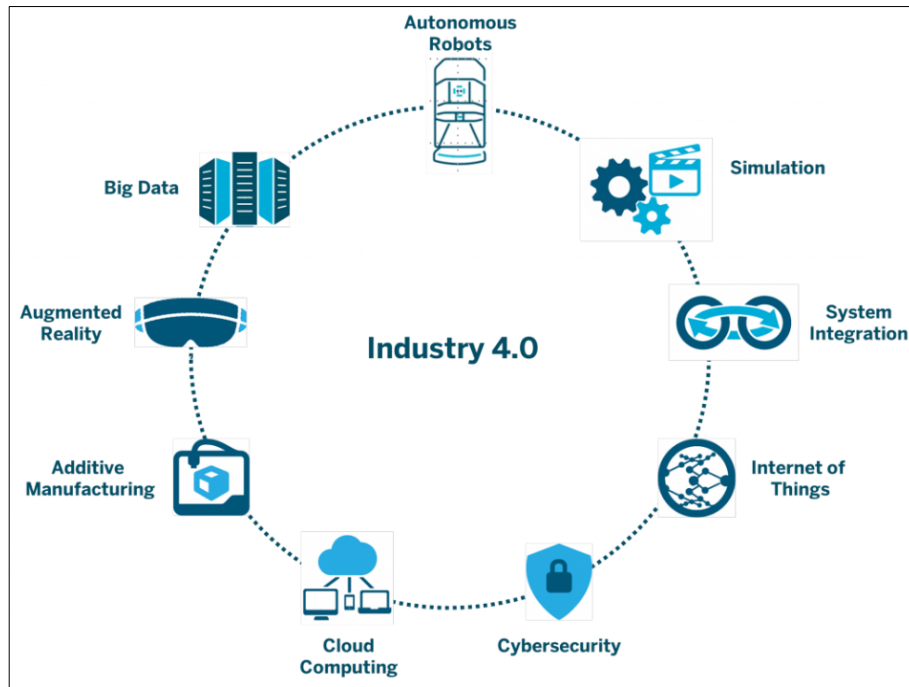 Autonomous
Robots
Simulation
System
Integration
Internet of
Things
Cybersecurity
Cloud
Computing
Additive
Manufacturing
Augmented
Reality
Big Data
Industry 4.0